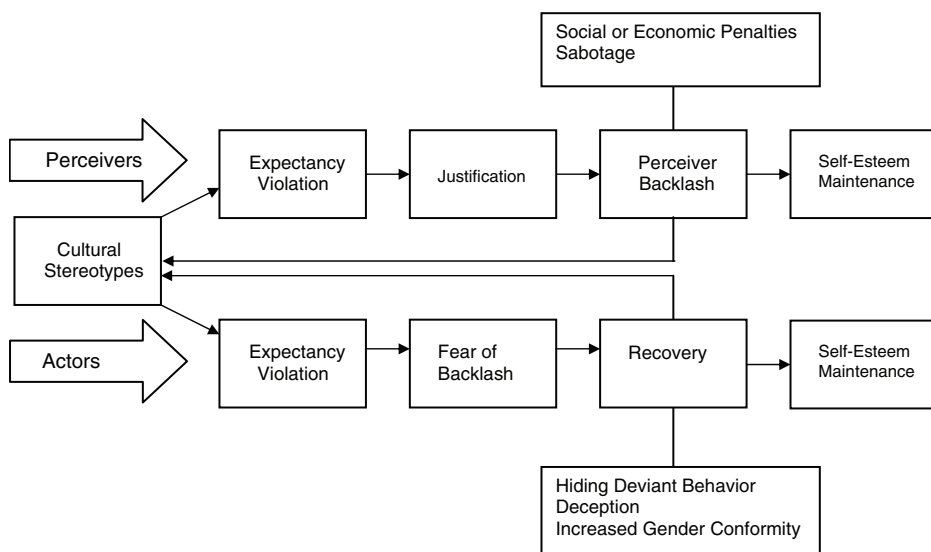 Social or Economic Penalties
Sabotage
Perceivers
Expectancy
Violation
Justification
Perceiver
Backlash
Self-Esteem
Maintenance
Cultural
Stereotypes
Actors
Expectancy
Violation
Fear of
Backlash
Recovery
Self-Esteem
Maintenance
Hiding Deviant Behavior
Deception
Increased Gender Conformity